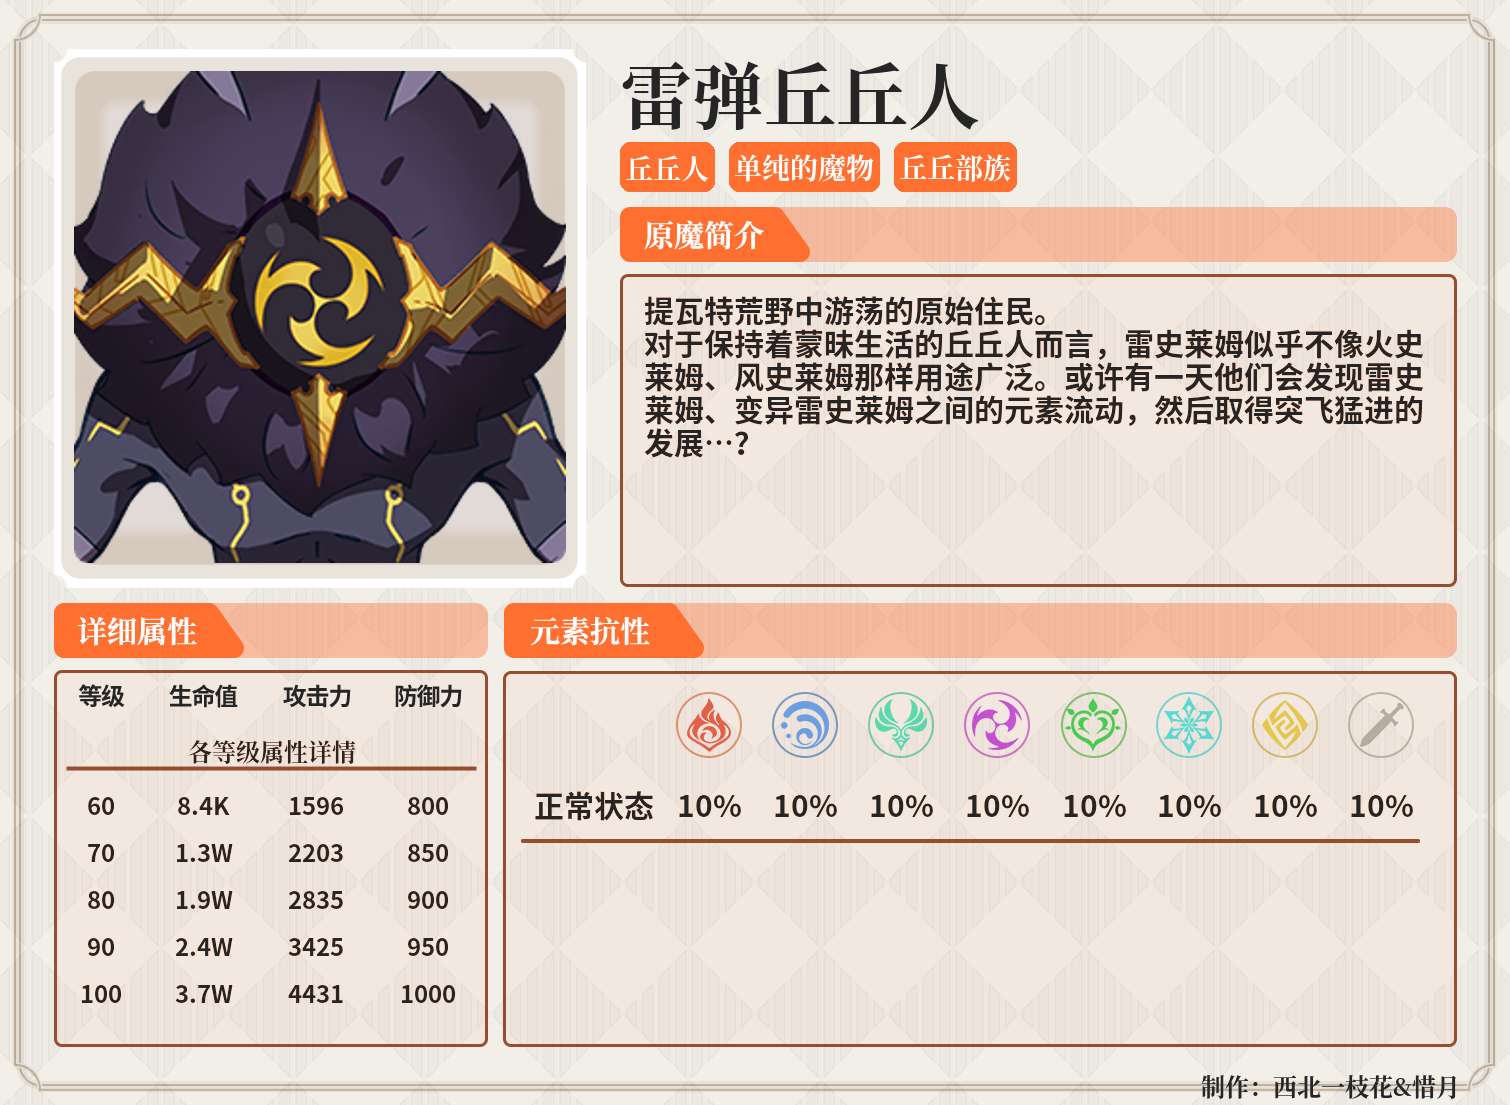 雷弹丘丘人
丘丘人 单纯的魔物 丘丘部族
原魔简介
提瓦特荒野中游荡的原始住民。
对于保持着蒙昧生活的丘丘人而言，雷史莱姆似乎不像火史
莱姆、风史莱姆那样用途广泛。或许有一天他们会发现雷史
莱姆、变异雷史莱姆之间的元素流动，然后取得突飞猛进的
发展…？
详细属性
等级 生命值 攻击力 防御力
各等级属性详情
60 8.4K 1596 800
70 1.3W 2203 850
80 1.9W 2835 900
90 2.4W 3425 950
100 3.7W 4431 1000
元素抗性
正常状态 10% 10% 10% 10% 10% 10% 10% 10%
制作：西北一枝花&惜月